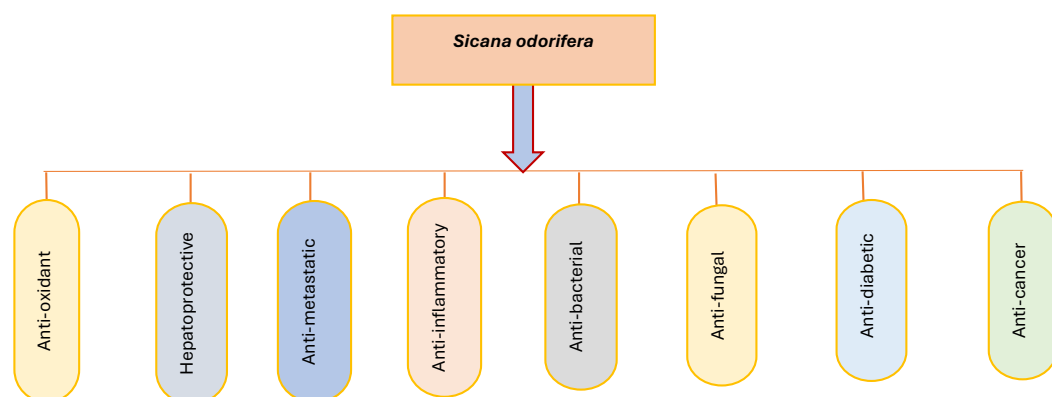 Sicana odorifera
Anti-oxidant
Hepatoprotective
Anti-metastatic
Anti-inflammatory
Anti-bacterial
Anti-fungal
Anti-diabetic
Anti-cancer